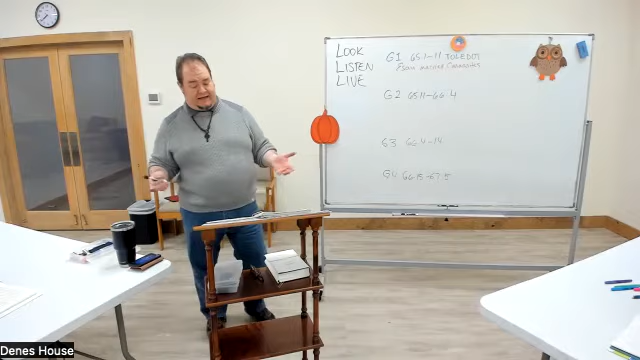 LOOK
LISTEN
LIVE
G1 65:1-11 TOLEDOT
G2 65:11-66:4
G3 66:4-14
G4 66:15-67:5
Denes House